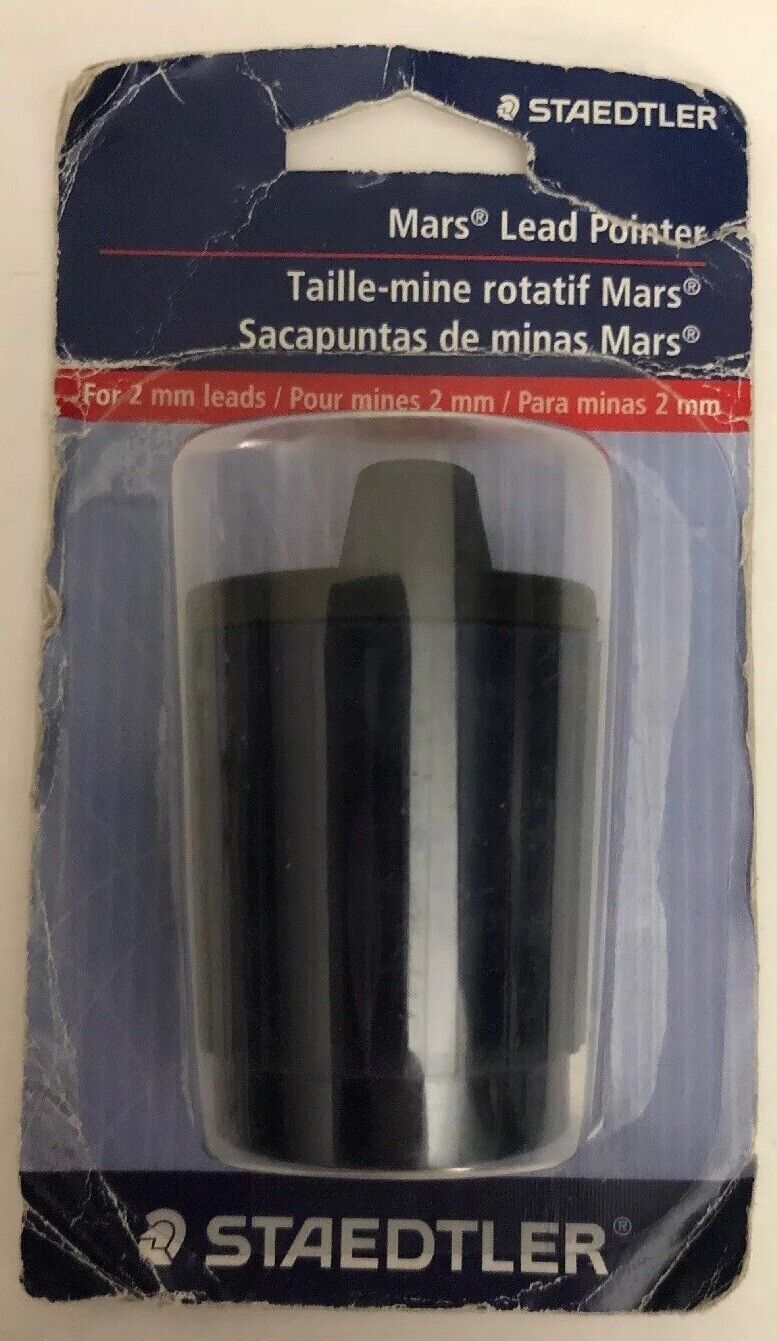 STAEDTLER®
Mars® Lead Pointer
Taille-mine rotatif Mars®
Sacapuntas de minas Mars®
For 2 mm leads / Pour mines 2 mm / Para minas 2 mm
STAEDTLER®